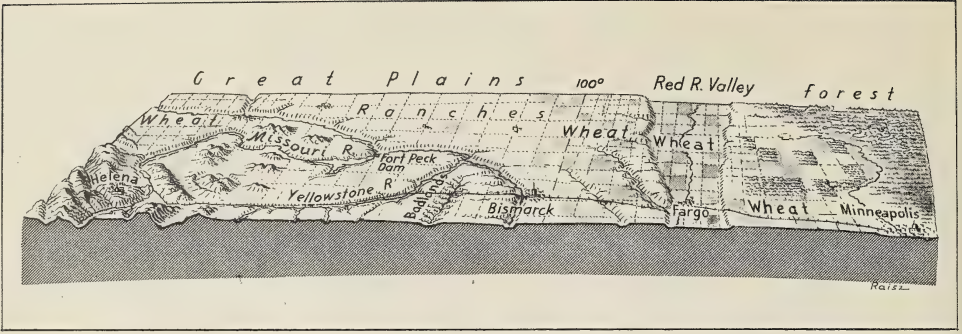 Great Plains 100° Red R. Valley forest
Wheat Ranches
Missouri R. Wheat Wheat
Fort Peck Dam
Helena
Yellowstone R.
Badlands
Bismarck Fargo Wheat Minneapolis
Raisz